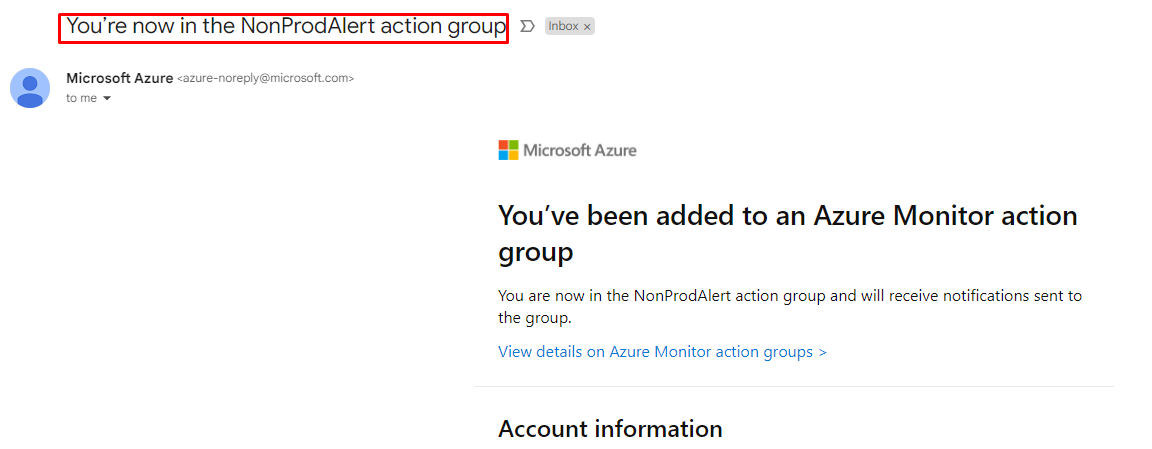 You're now in the NonProdAlert action group
Inbox ×
Microsoft Azure <azure-noreply@microsoft.com>
to me
Microsoft Azure
You've been added to an Azure Monitor action
group
You are now in the NonProdAlert action group and will receive notifications sent to
the group.
View details on Azure Monitor action groups >
Account information